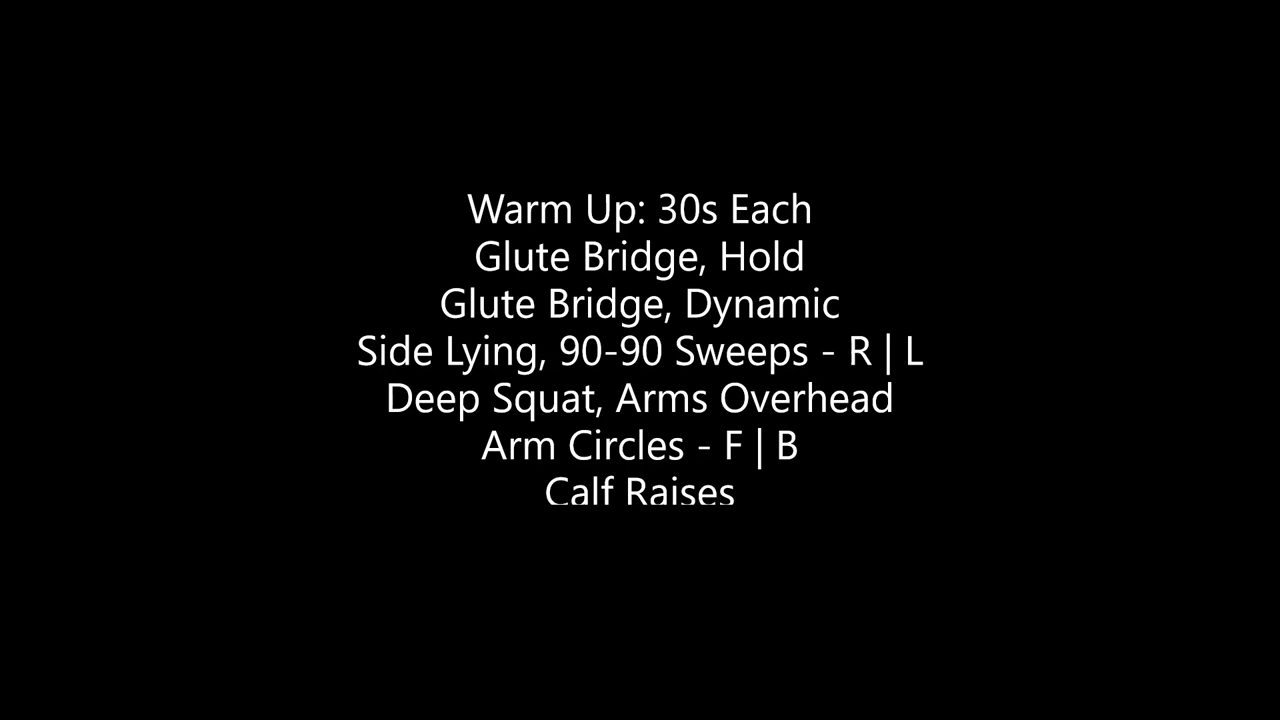 Warm Up: 30s Each
Glute Bridge, Hold
Glute Bridge, Dynamic
Side Lying, 90-90 Sweeps - R | L
Deep Squat, Arms Overhead
Arm Circles - F | B
Calf Raises